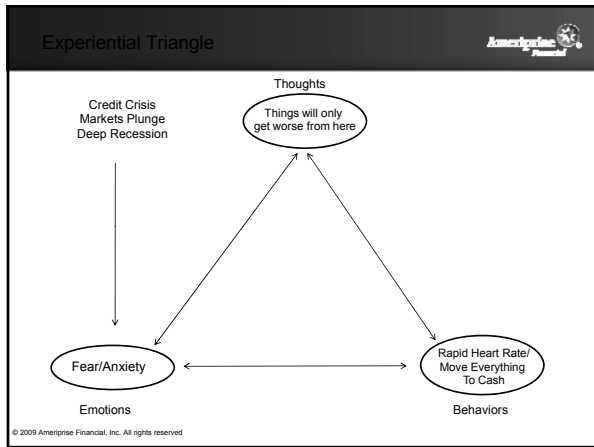 Experiential Triangle
Ameriprise
Financial
Thoughts
Credit Crisis
Markets Plunge
Deep Recession
Things will only
get worse from here
Fear/Anxiety
Rapid Heart Rate/
Move Everything
To Cash
Emotions
Behaviors
© 2009 Ameriprise Financial, Inc. All rights reserved